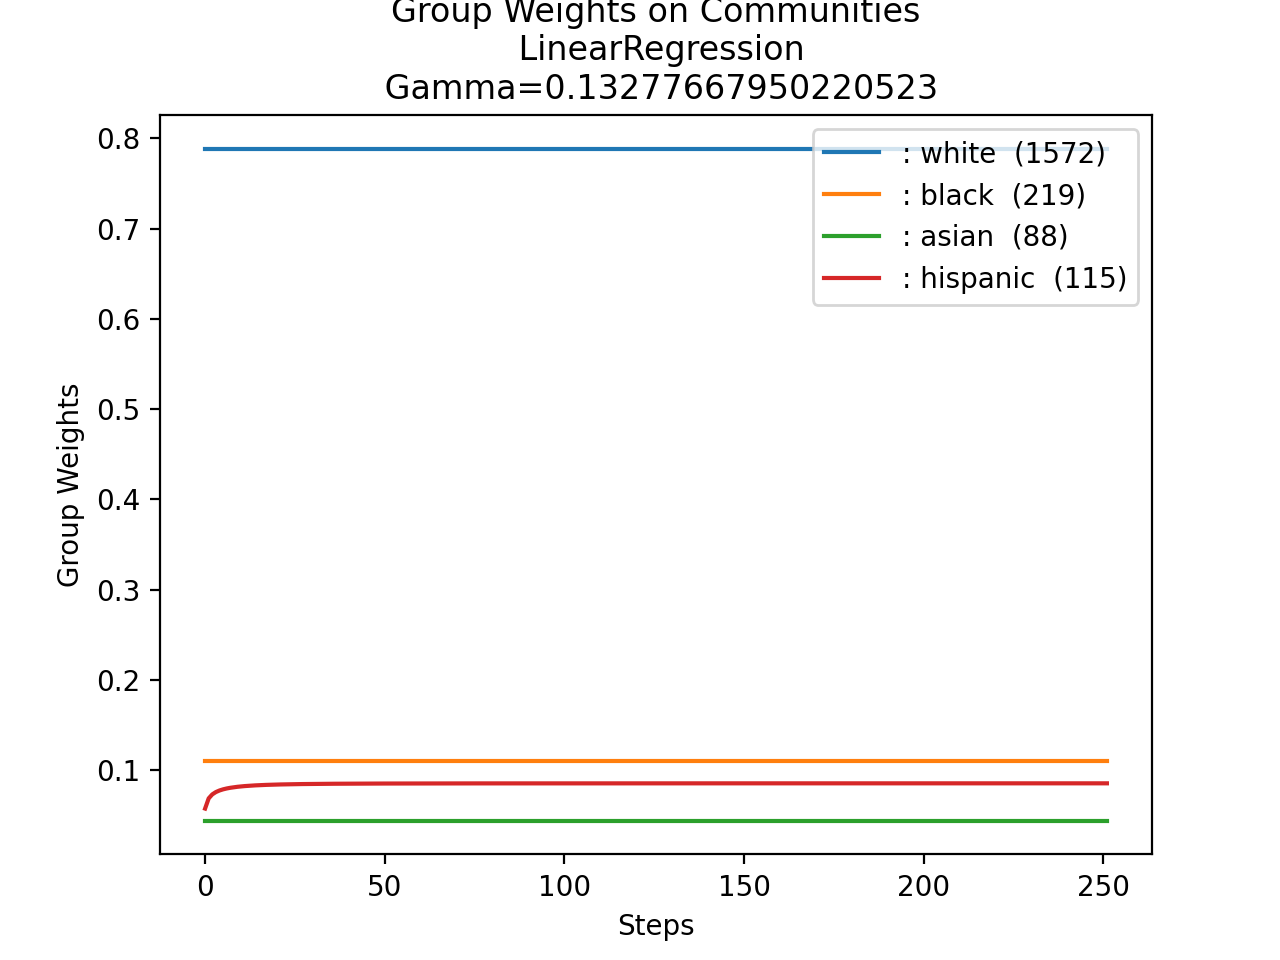 Group Weights on Communities
LinearRegression
Gamma=0.13277667950220523
0.8
0.7
0.6
0.5
0.4
0.3
0.2
0.1
Group Weights
: white (1572)
: black (219)
: asian (88)
: hispanic (115)
0 50 100 150 200 250
Steps